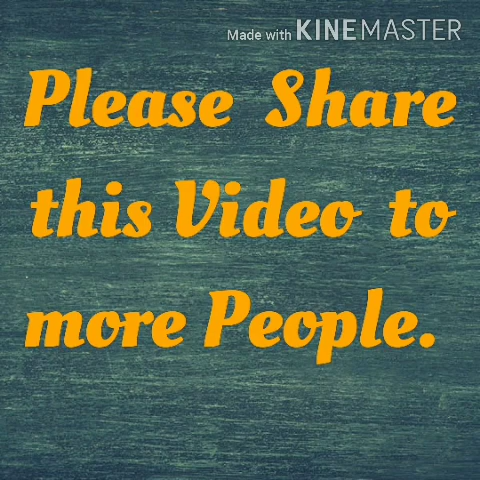 Made with KINEMASTER
Please Share
this Video to
more People.